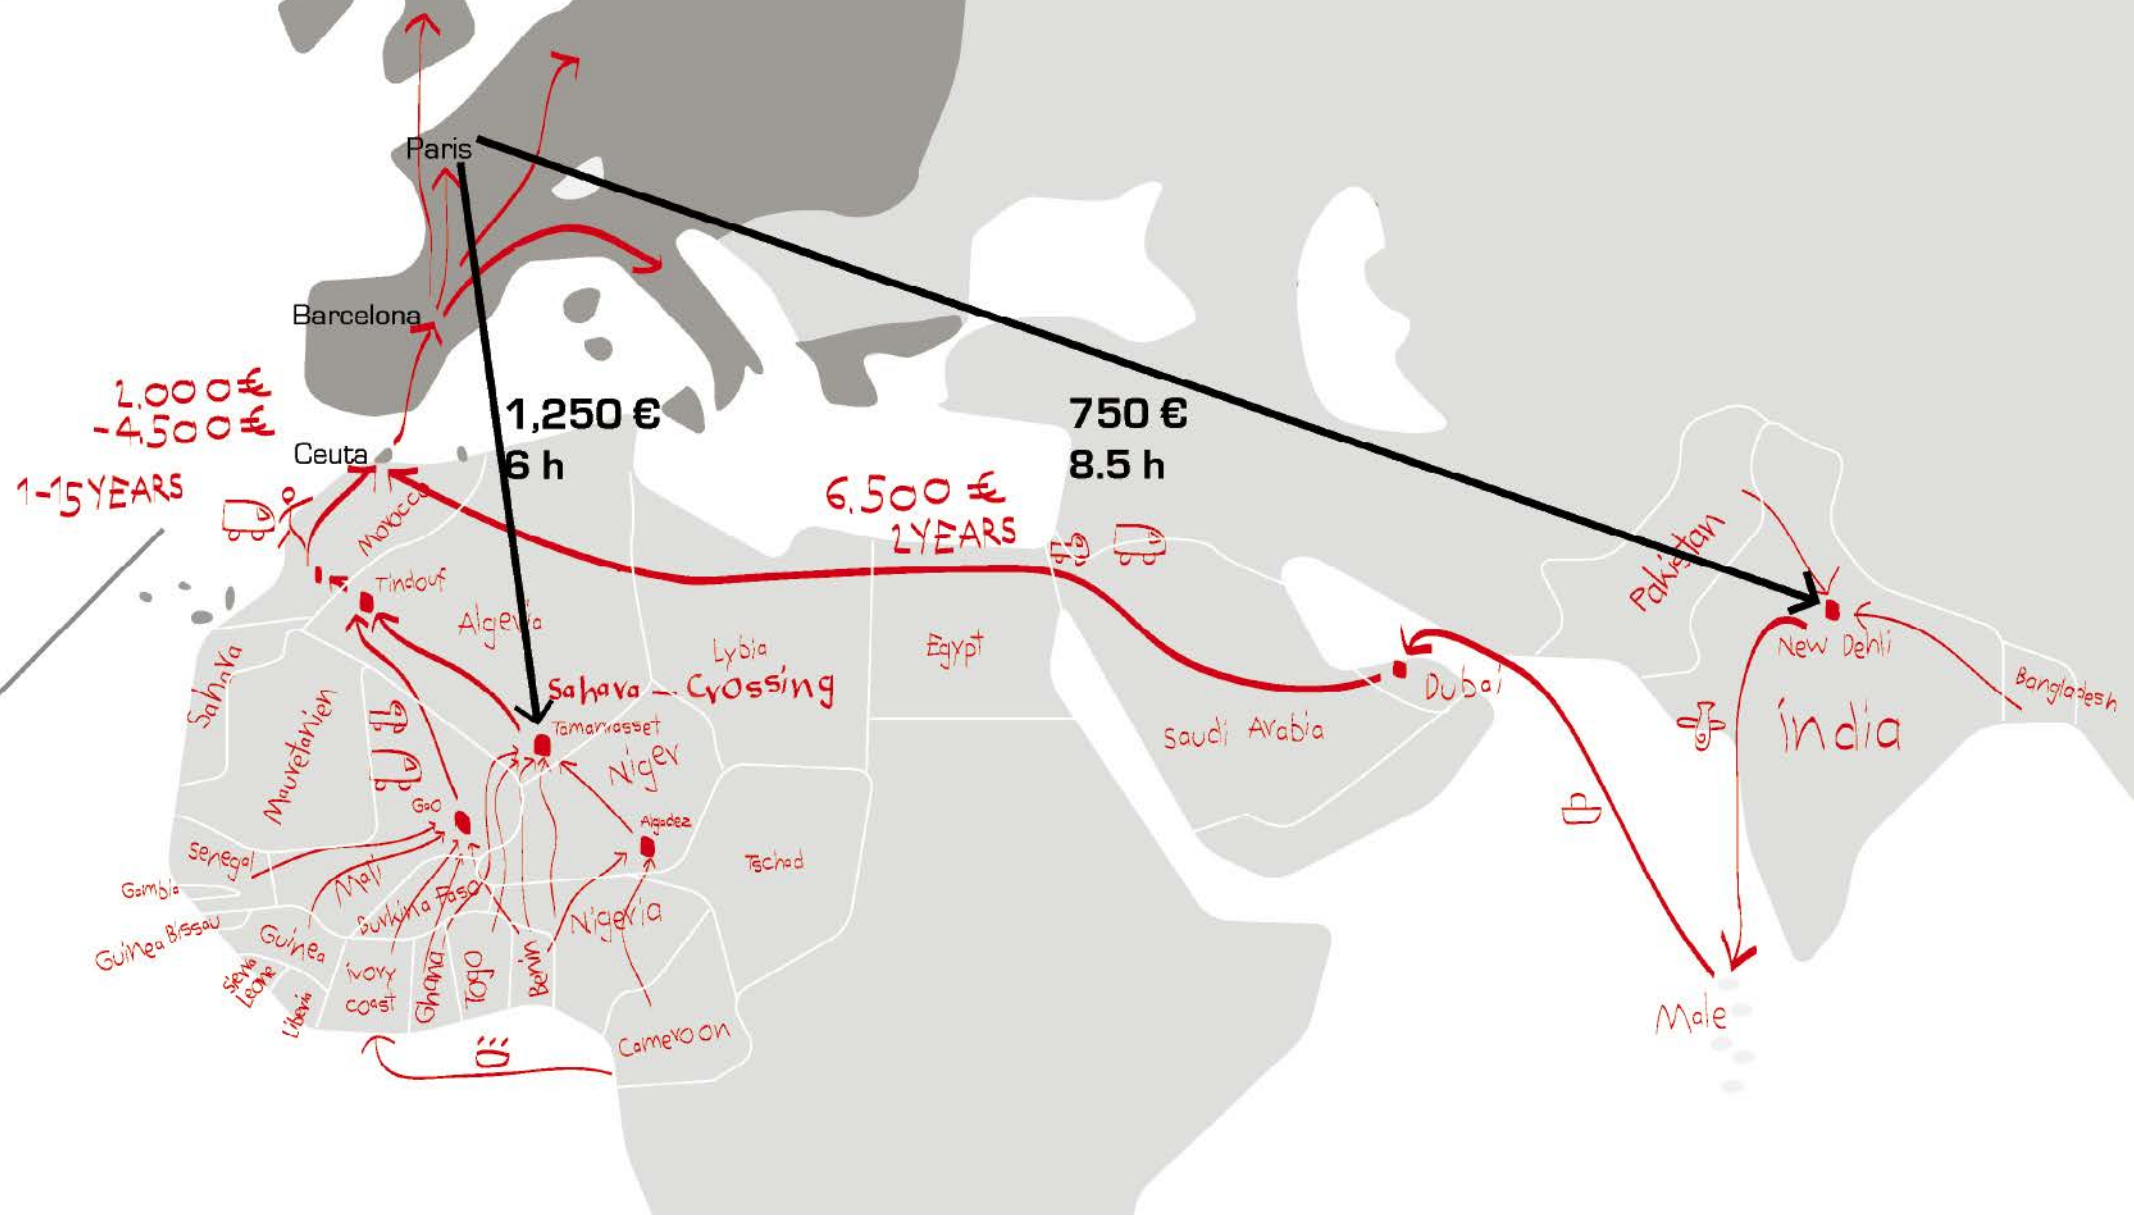 Paris
Barcelona
2.000€
-4.500€
Ceuta
1-15 YEARS
1,250 €
6 h
750 €
8.5 h
6.500 €
2 YEARS
Morocco
Tindouf
Algeria
Lybia
Egypt
Sahara - Crossing
Tamanrasset
Niger
Sahava
Mauretanien
Gao
Algadez
Tschad
Senegal
Gambia
Mali
Burkina Faso
Guinea Bissau
Guinea
Sierra
Leone
Liberia
ivory
coast
Ghana
Togo
Benin
Nigeria
Cameroon
Saudi Arabia
Dubai
Pakistan
New Dehli
india
Bangladesh
Male